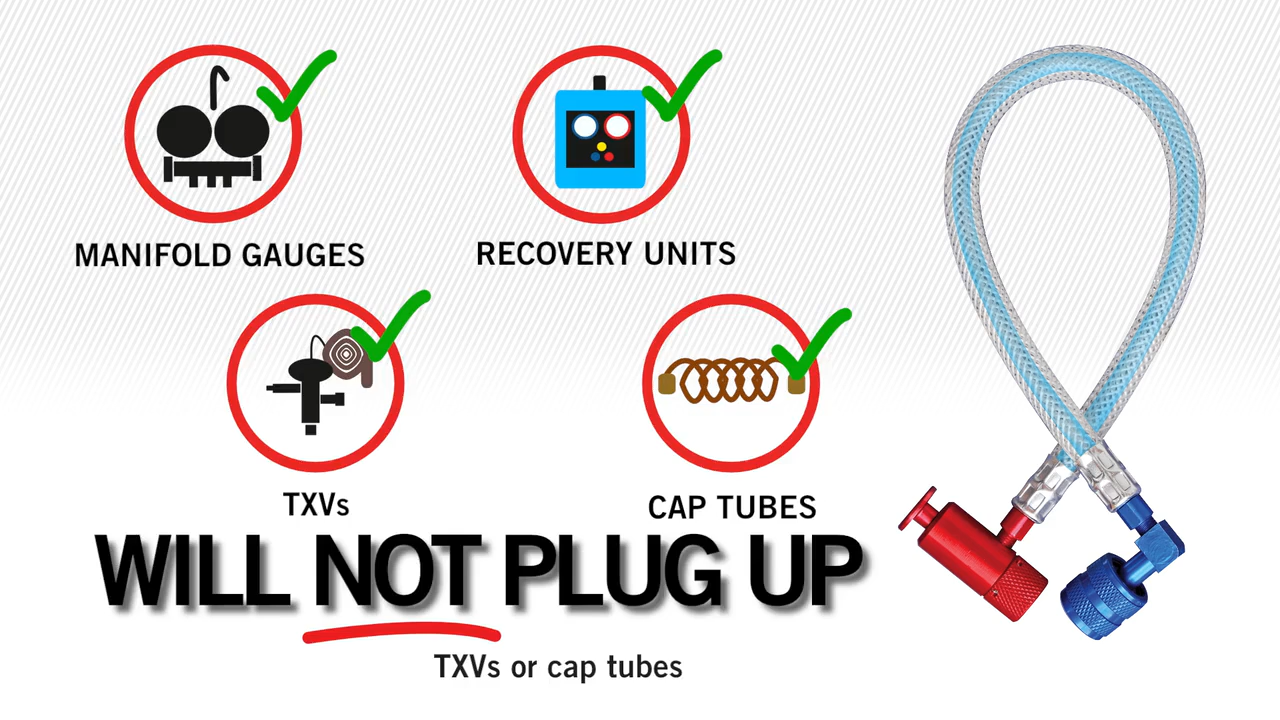 MANIFOLD GAUGES
RECOVERY UNITS
TXVs
CAP TUBES
WILL NOT PLUG UP
TXVs or cap tubes